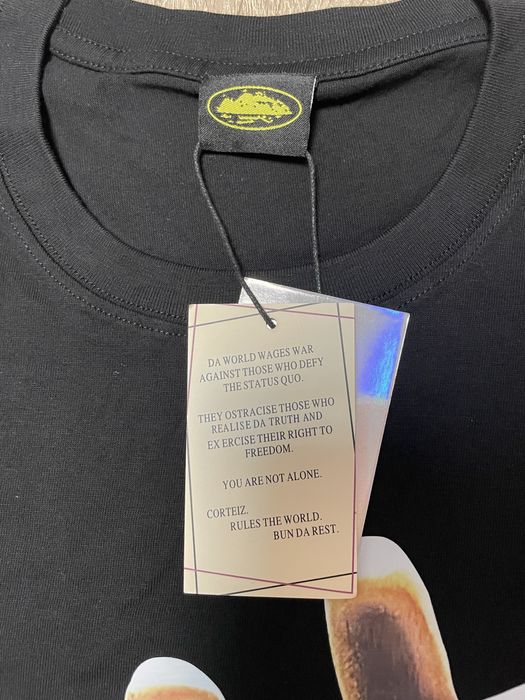 DA WORLD WAGES WAR
AGAINST THOSE WHO DEFY
THE STATUS QUO.
THEY OSTRACISE THOSE WHO
REALISE DA TRUTH AND
EX ERCISE THEIR RIGHT TO
FREEDOM.
YOU ARE NOT ALONE.
CORTEIZ.
RULES THE WORLD.
BUN DA REST.